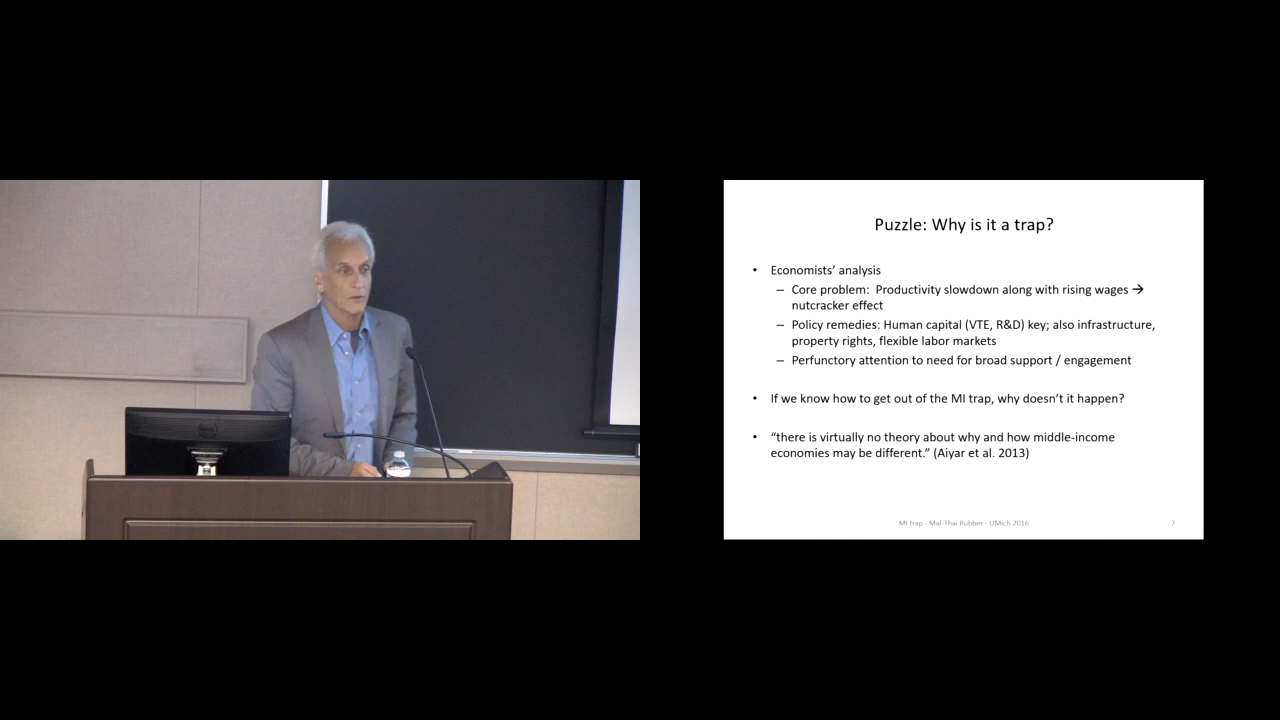 Puzzle: Why is it a trap?
• Economists’ analysis
– Core problem: Productivity slowdown along with rising wages →
nutcracker effect
– Policy remedies: Human capital (VTE, R&D) key; also infrastructure,
property rights, flexible labor markets
– Perfunctory attention to need for broad support / engagement
• If we know how to get out of the MI trap, why doesn’t it happen?
• “there is virtually no theory about why and how middle-income
economies may be different.” (Aiyar et al. 2013)
MI trap - Mal-Thai Rubber - UMich 2016
7